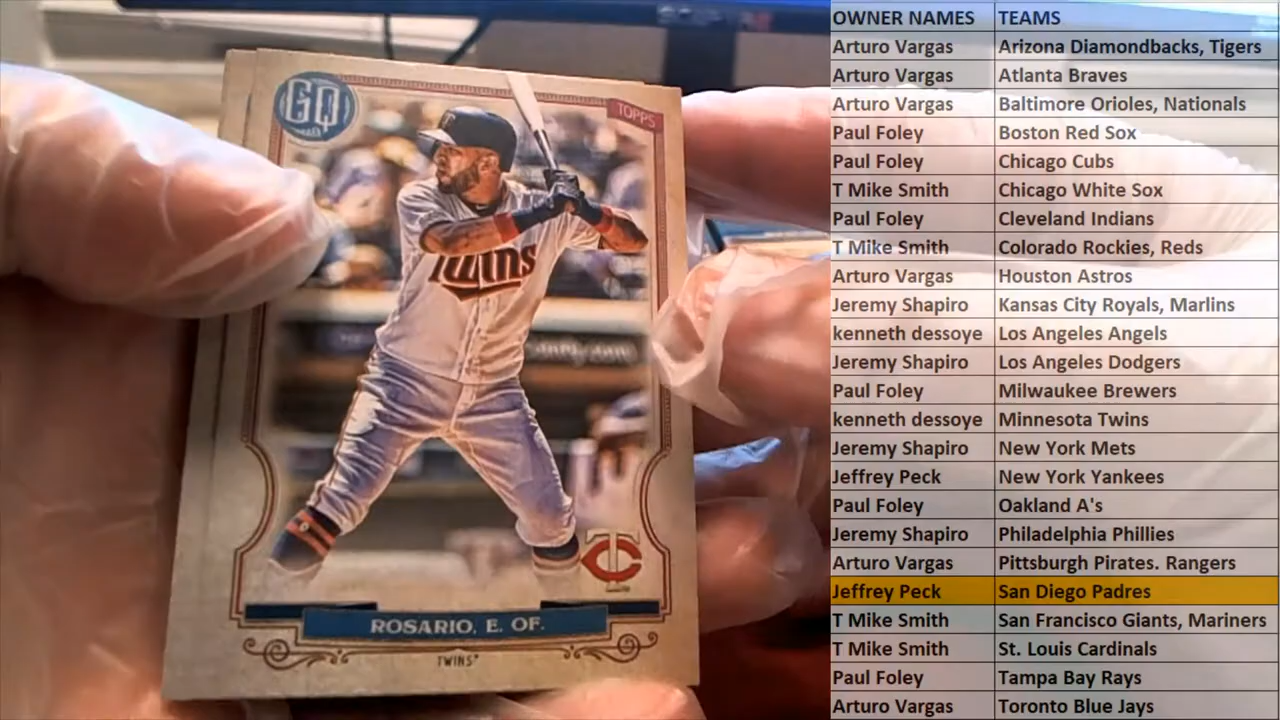 GQ
TOPPS
T
Twins
TC
ROSARIO, E. OF.
TWINS
OWNER NAMES TEAMS
Arturo Vargas Arizona Diamondbacks, Tigers
Arturo Vargas Atlanta Braves
Arturo Vargas Baltimore Orioles, Nationals
Paul Foley Boston Red Sox
Paul Foley Chicago Cubs
T Mike Smith Chicago White Sox
Paul Foley Cleveland Indians
T Mike Smith Colorado Rockies, Reds
Arturo Vargas Houston Astros
Jeremy Shapiro Kansas City Royals, Marlins
kenneth dessoye Los Angeles Angels
Jeremy Shapiro Los Angeles Dodgers
Paul Foley Milwaukee Brewers
kenneth dessoye Minnesota Twins
Jeremy Shapiro New York Mets
Jeffrey Peck New York Yankees
Paul Foley Oakland A's
Jeremy Shapiro Philadelphia Phillies
Arturo Vargas Pittsburgh Pirates. Rangers
Jeffrey Peck San Diego Padres
T Mike Smith San Francisco Giants, Mariners
T Mike Smith St. Louis Cardinals
Paul Foley Tampa Bay Rays
Arturo Vargas Toronto Blue Jays